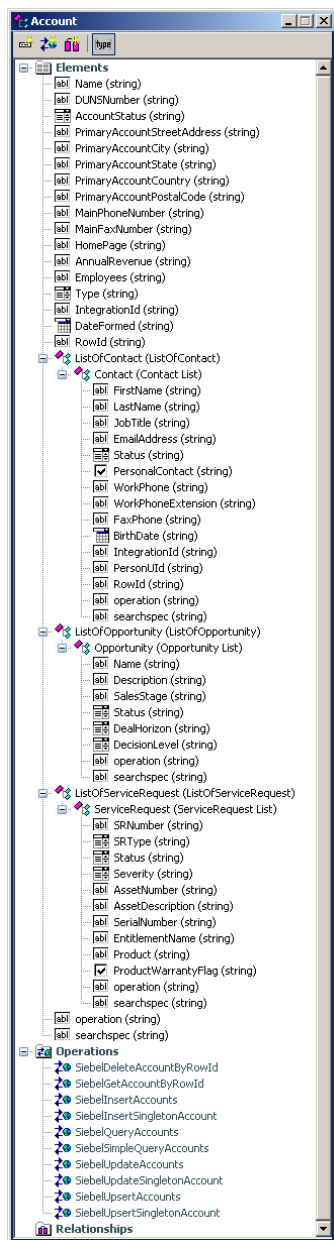 Account
type
Elements
Name (string)
DUNSNumber (string)
AccountStatus (string)
PrimaryAccountStreetAddress (string)
PrimaryAccountCity (string)
PrimaryAccountState (string)
PrimaryAccountCountry (string)
PrimaryAccountPostalCode (string)
MainPhoneNumber (string)
MainFaxNumber (string)
HomePage (string)
AnnualRevenue (string)
Employees (string)
Type (string)
IntegrationId (string)
DateFormed (string)
RowId (string)
ListOfContact (ListOfContact)
Contact (Contact List)
FirstName (string)
LastName (string)
JobTitle (string)
EmailAddress (string)
Status (string)
PersonalContact (string)
WorkPhone (string)
WorkPhoneExtension (string)
FaxPhone (string)
BirthDate (string)
IntegrationId (string)
PersonUId (string)
RowId (string)
operation (string)
searchspec (string)
ListOfOpportunity (ListOfOpportunity)
Opportunity (Opportunity List)
Name (string)
Description (string)
SalesStage (string)
Status (string)
DealHorizon (string)
DecisionLevel (string)
operation (string)
searchspec (string)
ListOfServiceRequest (ListOfServiceRequest)
ServiceRequest (ServiceRequest List)
SRNumber (string)
SRType (string)
Status (string)
Severity (string)
AssetNumber (string)
AssetDescription (string)
SerialNumber (string)
EntitlementName (string)
Product (string)
ProductWarrantyFlag (string)
operation (string)
searchspec (string)
operation (string)
searchspec (string)
Operations
SiebelDeleteAccountByRowId
SiebelGetAccountByRowId
SiebelInsertAccounts
SiebelInsertSingletonAccount
SiebelQueryAccounts
SiebelSimpleQueryAccounts
SiebelUpdateAccounts
SiebelUpdateSingletonAccount
SiebelUpsertAccounts
SiebelUpsertSingletonAccount
Relationships